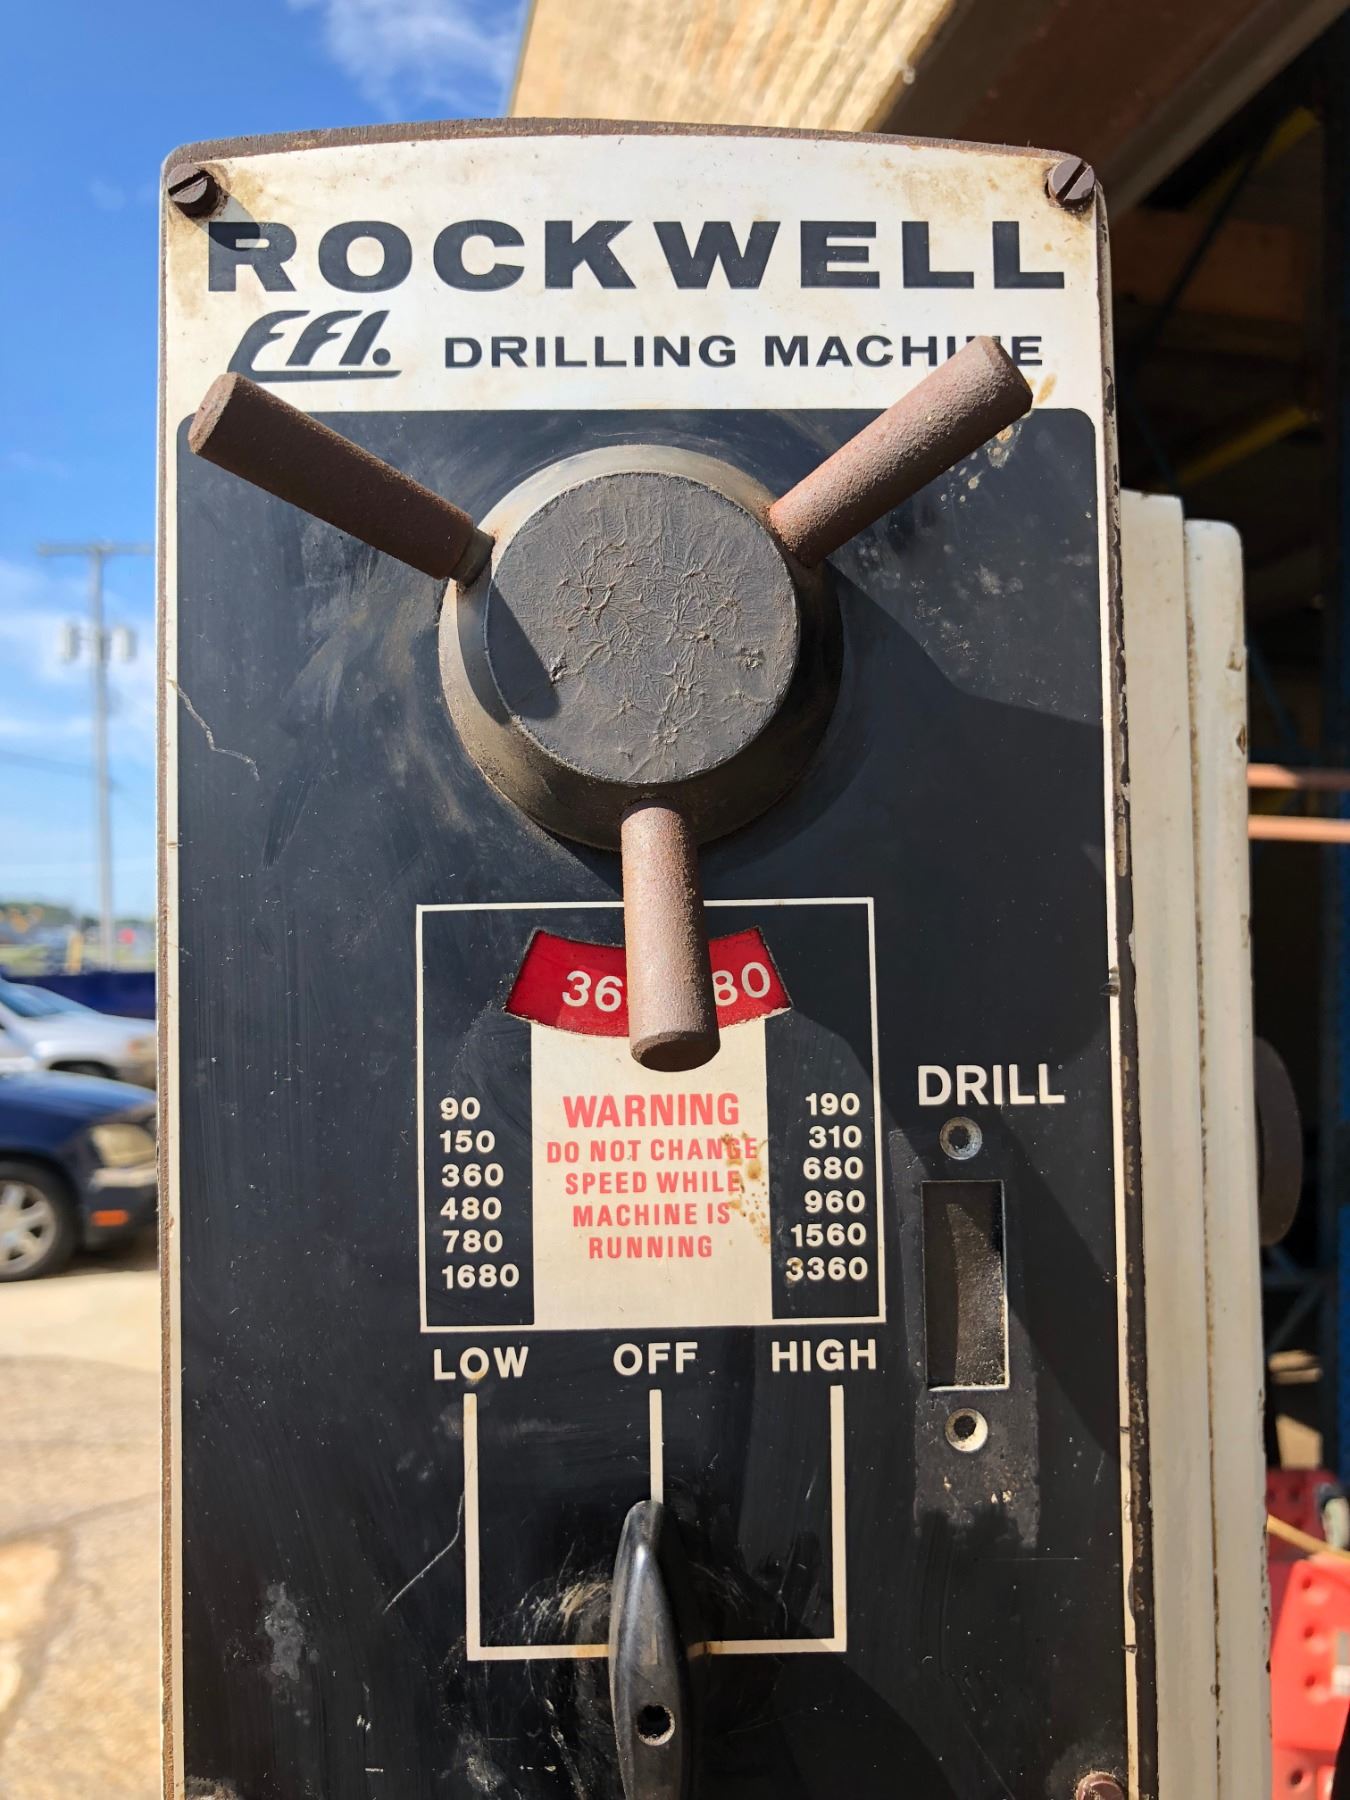 ROCKWELL
EFI. DRILLING MACHINE
90 WARNING 190
150 DO NOT CHANGE 310
360 SPEED WHILE 680
480 MACHINE IS 960
780 RUNNING 1560
1680 3360
DRILL
LOW OFF HIGH